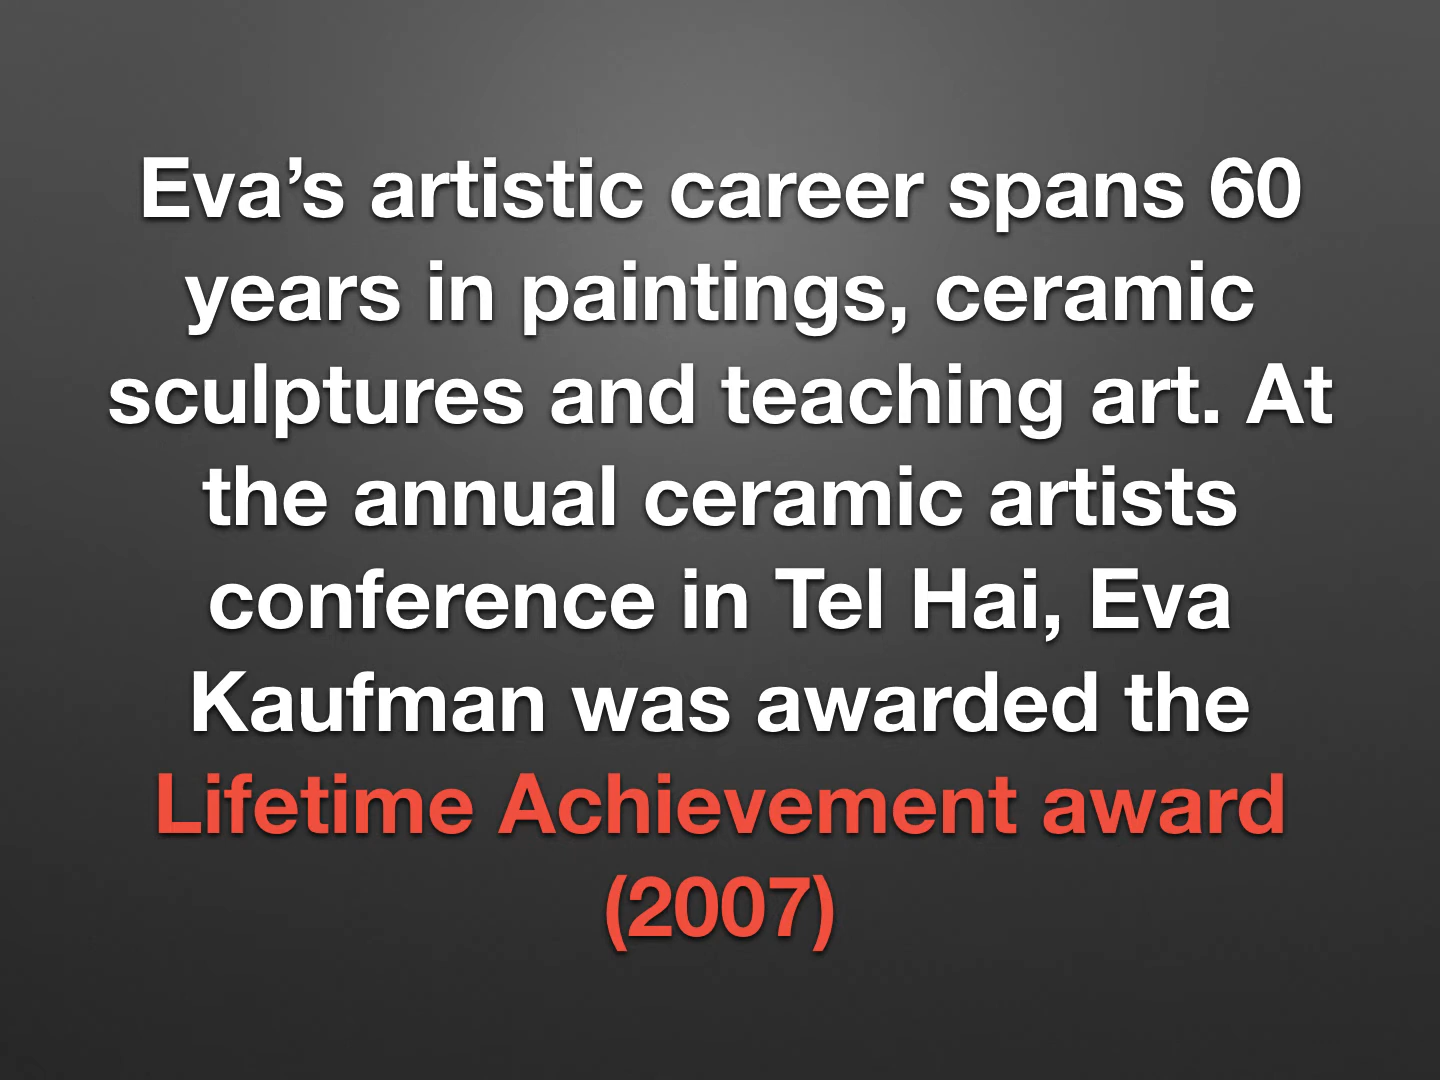 Eva’s artistic career spans 60
years in paintings, ceramic
sculptures and teaching art. At
the annual ceramic artists
conference in Tel Hai, Eva
Kaufman was awarded the
Lifetime Achievement award
(2007)